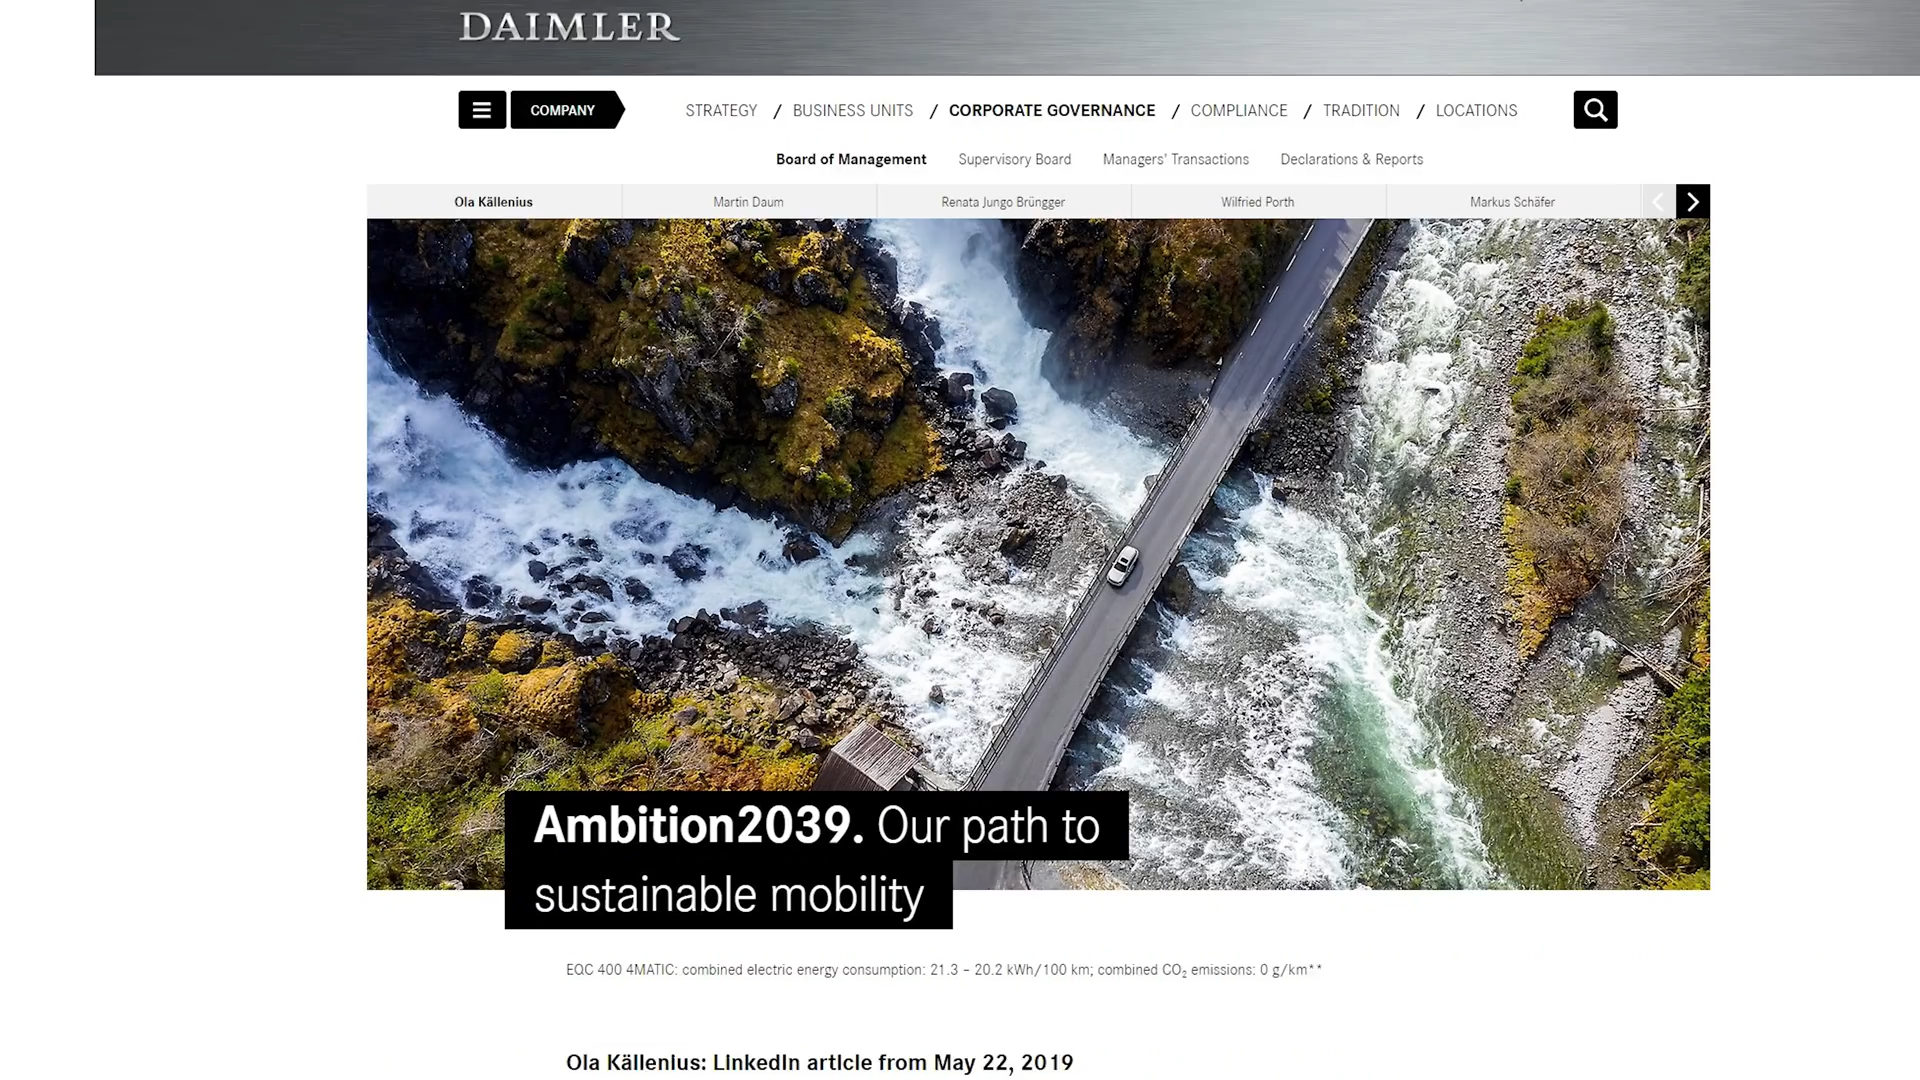 DAIMLER
COMPANY
STRATEGY / BUSINESS UNITS / CORPORATE GOVERNANCE / COMPLIANCE / TRADITION / LOCATIONS
Board of Management Supervisory Board Managers' Transactions Declarations & Reports
Ola Källenius Martin Daum Renata Jungo Brüngger Wilfried Porth Markus Schäfer
Ambition2039. Our path to
sustainable mobility
EQC 400 4MATIC: combined electric energy consumption: 21.3 – 20.2 kWh/100 km; combined CO₂ emissions: 0 g/km**
Ola Källenius: LinkedIn article from May 22, 2019